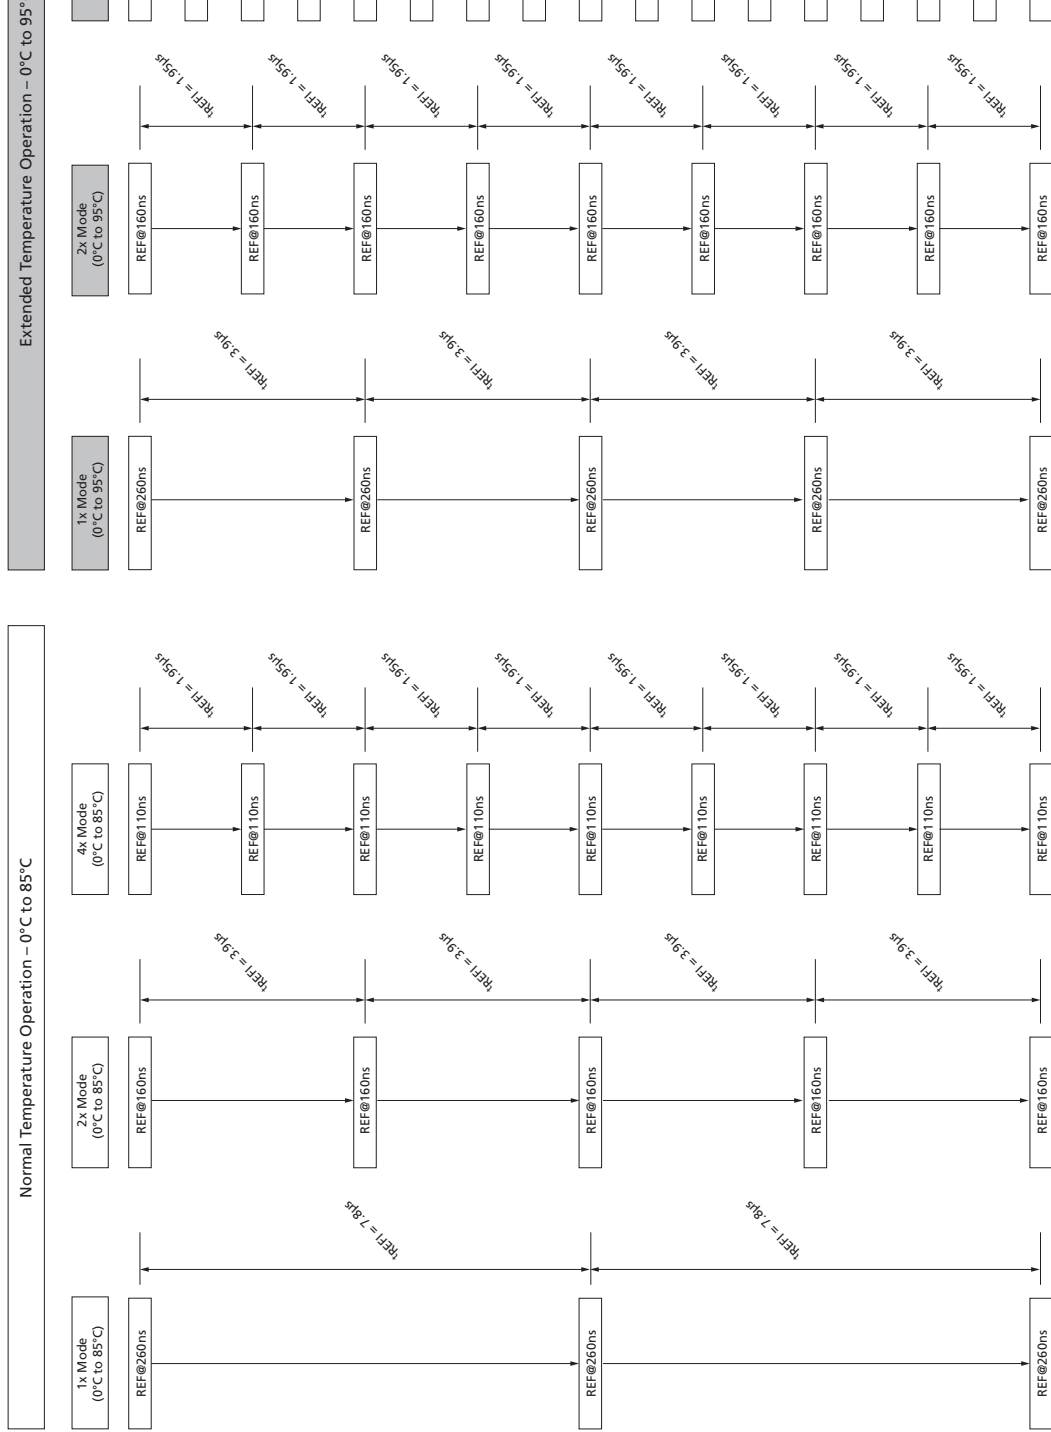 Normal Temperature Operation – 0°C to 85°C
1x Mode
(0°C to 85°C)
REF@260ns
tREFI = 7.8µs
REF@260ns
tREFI = 7.8µs
REF@260ns
2x Mode
(0°C to 85°C)
REF@160ns
tREFI = 3.9µs
REF@160ns
tREFI = 3.9µs
REF@160ns
tREFI = 3.9µs
REF@160ns
tREFI = 3.9µs
REF@160ns
4x Mode
(0°C to 85°C)
REF@110ns
tREFI = 1.95µs
REF@110ns
tREFI = 1.95µs
REF@110ns
tREFI = 1.95µs
REF@110ns
tREFI = 1.95µs
REF@110ns
tREFI = 1.95µs
REF@110ns
tREFI = 1.95µs
REF@110ns
tREFI = 1.95µs
REF@110ns
tREFI = 1.95µs
REF@110ns
Extended Temperature Operation – 0°C to 95°
1x Mode
(0°C to 95°C)
REF@260ns
tREFI = 3.9µs
REF@260ns
tREFI = 3.9µs
REF@260ns
tREFI = 3.9µs
REF@260ns
tREFI = 3.9µs
REF@260ns
2x Mode
(0°C to 95°C)
REF@160ns
tREFI = 1.95µs
REF@160ns
tREFI = 1.95µs
REF@160ns
tREFI = 1.95µs
REF@160ns
tREFI = 1.95µs
REF@160ns
tREFI = 1.95µs
REF@160ns
tREFI = 1.95µs
REF@160ns
tREFI = 1.95µs
REF@160ns
tREFI = 1.95µs
REF@160ns